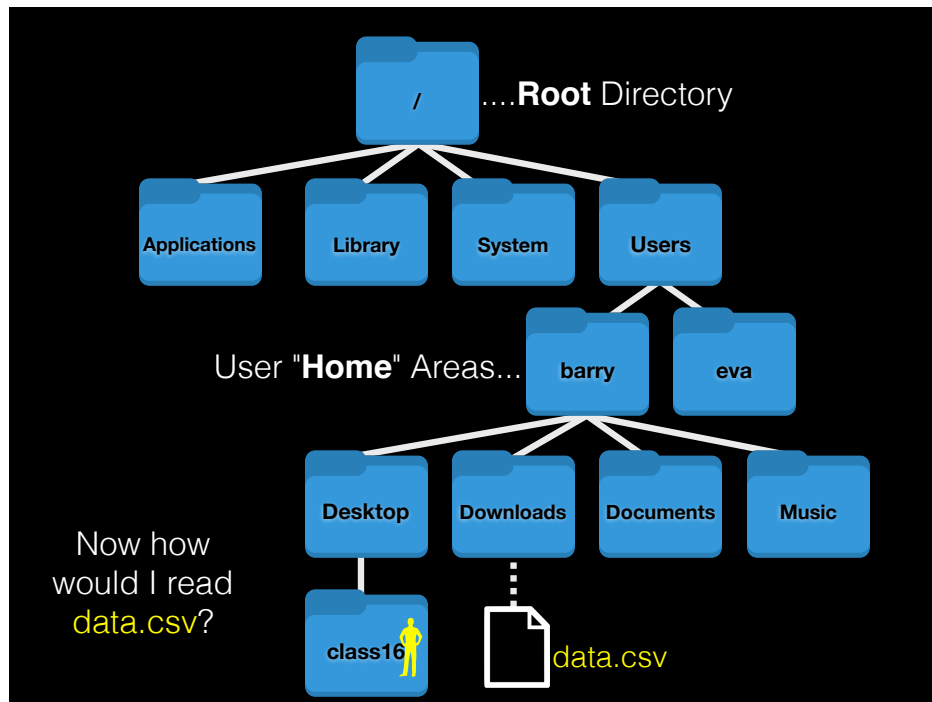 /
....Root Directory
Applications
Library
System
Users
User "Home" Areas...
barry
eva
Desktop
Downloads
Documents
Music
Now how
would I read
data.csv?
class16
data.csv